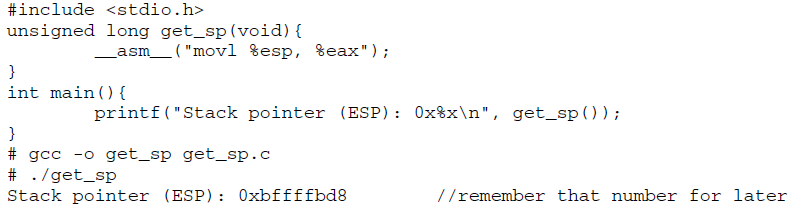 #include <stdio.h>
unsigned long get_sp(void){
        __asm__("movl %esp, %eax");
}
int main(){
        printf("Stack pointer (ESP): 0x%x\n", get_sp());
}
# gcc -o get_sp get_sp.c
# ./get_sp
Stack pointer (ESP): 0xbffffbd8        //remember that number for later